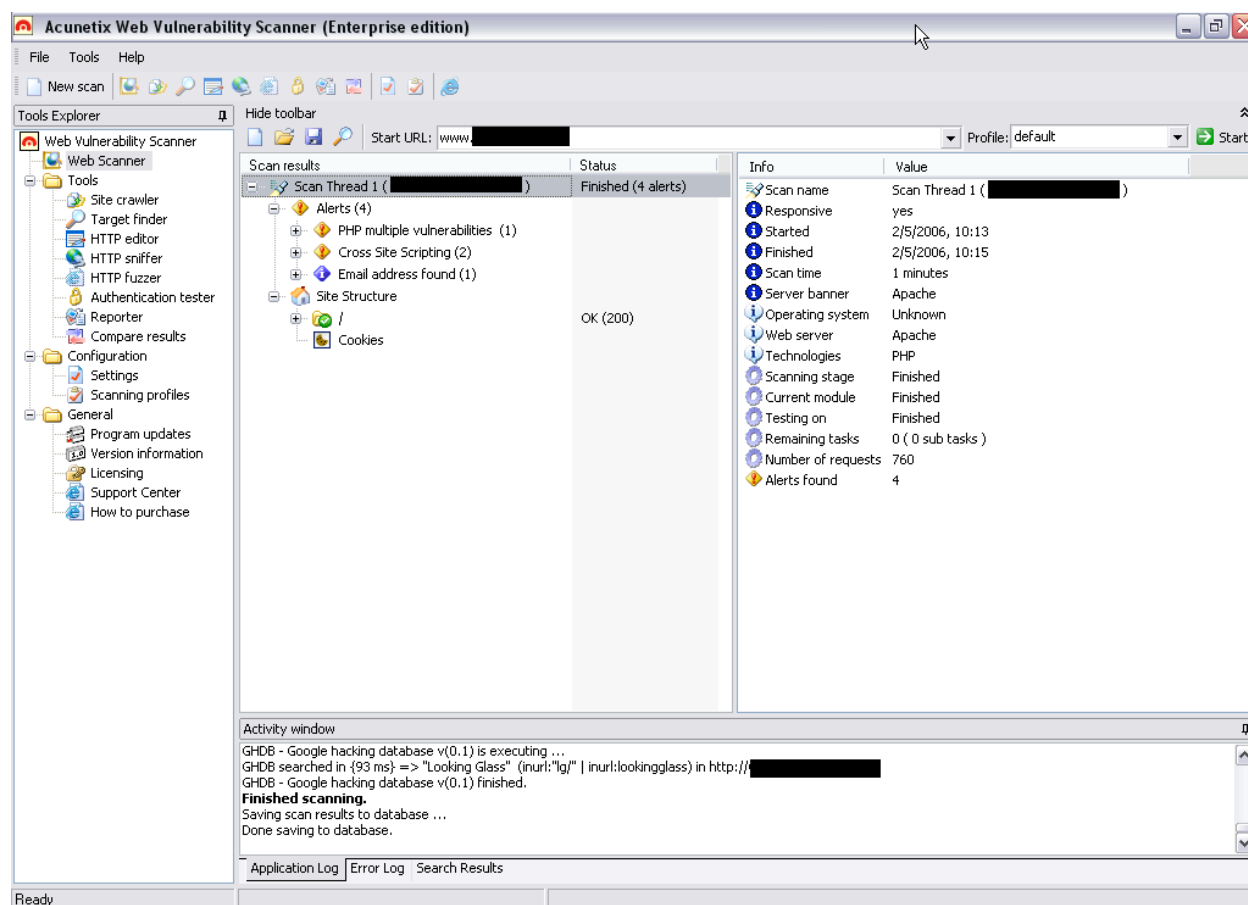 Acunetix Web Vulnerability Scanner (Enterprise edition)
File Tools Help
New scan
Tools Explorer
Web Vulnerability Scanner
Web Scanner
Tools
Site crawler
Target finder
HTTP editor
HTTP sniffer
HTTP fuzzer
Authentication tester
Reporter
Compare results
Configuration
Settings
Scanning profiles
General
Program updates
Version information
Licensing
Support Center
How to purchase
Hide toolbar
Start URL: www. Profile: default Start
Scan results Status
Scan Thread 1 ( ) Finished (4 alerts)
Alerts (4)
PHP multiple vulnerabilities (1)
Cross Site Scripting (2)
Email address found (1)
Site Structure
/ OK (200)
Cookies
Info Value
Scan name Scan Thread 1 ( )
Responsive yes
Started 2/5/2006, 10:13
Finished 2/5/2006, 10:15
Scan time 1 minutes
Server banner Apache
Operating system Unknown
Web server Apache
Technologies PHP
Scanning stage Finished
Current module Finished
Testing on Finished
Remaining tasks 0 ( 0 sub tasks )
Number of requests 760
Alerts found 4
Activity window
GHDB - Google hacking database v(0.1) is executing ...
GHDB searched in {93 ms} => "Looking Glass" (inurl:"lg/" | inurl:lookingglass) in http://
GHDB - Google hacking database v(0.1) finished.
Finished scanning.
Saving scan results to database ...
Done saving to database.
Application Log Error Log Search Results
Ready